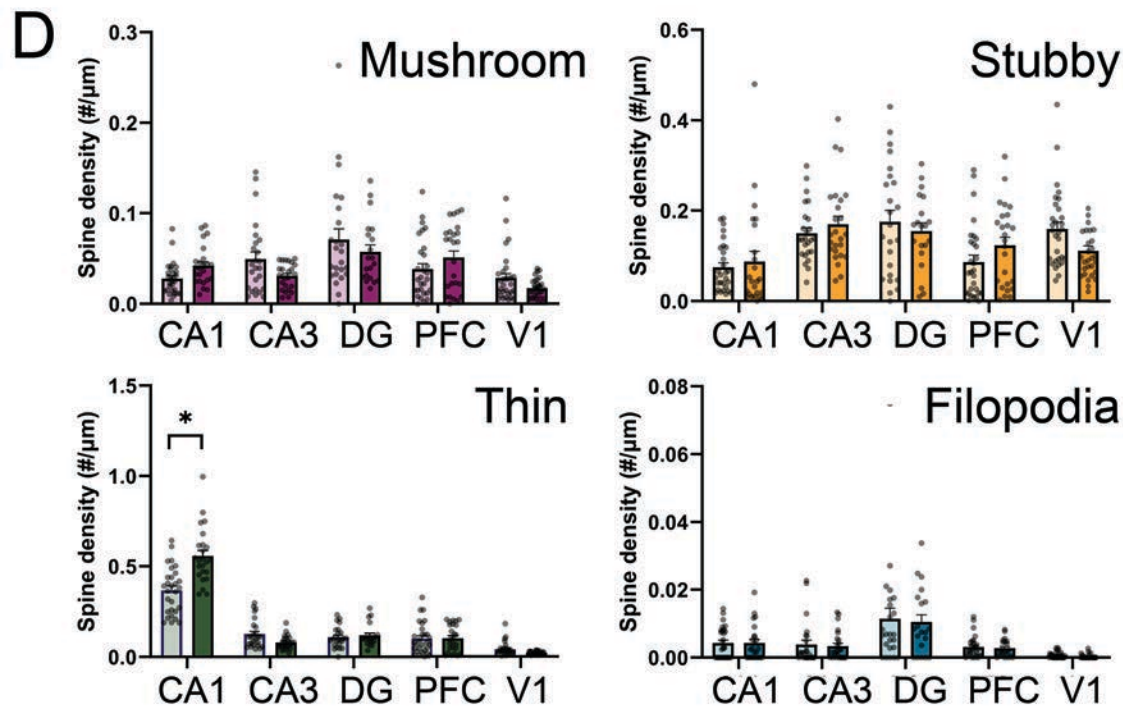 D
Mushroom
Spine density (#/µm)
0.3
0.2
0.1
0.0
CA1 CA3 DG PFC V1
Stubby
Spine density (#/µm)
0.6
0.4
0.2
0.0
CA1 CA3 DG PFC V1
Thin
Spine density (#/µm)
1.5
1.0
0.5
0.0
*
CA1 CA3 DG PFC V1
Filopodia
Spine density (#/µm)
0.08
0.06
0.04
0.02
0.00
CA1 CA3 DG PFC V1